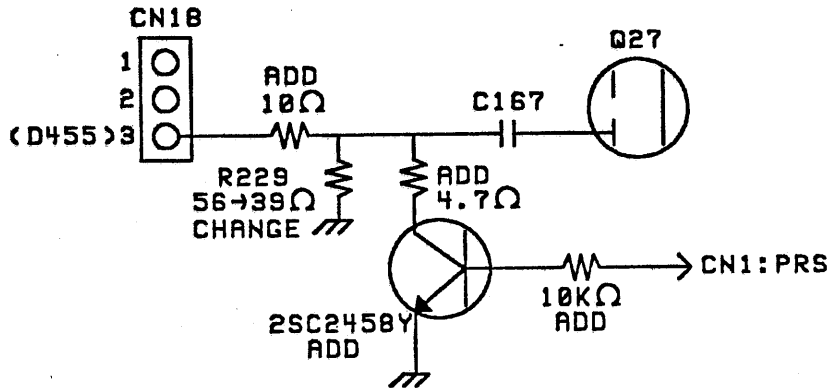 CN18
1
2
(D455)3
ADD
10Ω
C167
Q27
R229
56→39Ω
CHANGE
ADD
4.7Ω
2SC2458Y
ADD
10KΩ
ADD
CN1:PRS